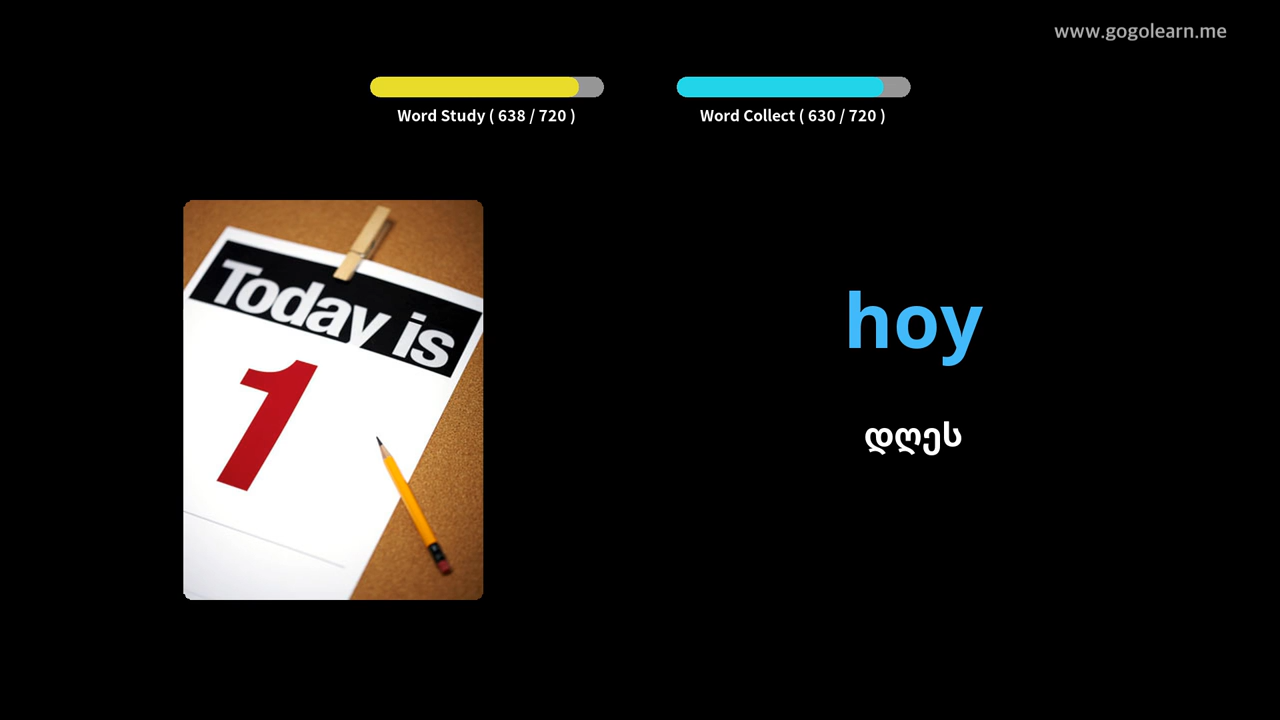 www.gogolearn.me
Word Study ( 638 / 720 )
Word Collect ( 630 / 720 )
Today is
1
hoy
დღეს